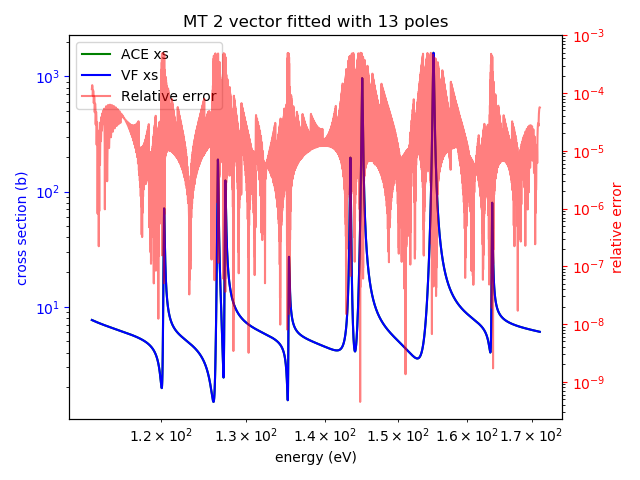 MT 2 vector fitted with 13 poles
ACE xs
VF xs
Relative error
cross section (b)
10³
10²
10¹
relative error
10⁻³
10⁻⁴
10⁻⁵
10⁻⁶
10⁻⁷
10⁻⁸
10⁻⁹
1.2 × 10² 1.3 × 10² 1.4 × 10² 1.5 × 10² 1.6 × 10² 1.7 × 10²
energy (eV)